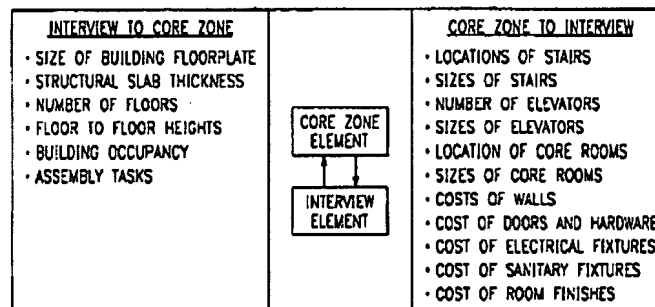 INTERVIEW TO CORE ZONE
• SIZE OF BUILDING FLOORPLATE
• STRUCTURAL SLAB THICKNESS
• NUMBER OF FLOORS
• FLOOR TO FLOOR HEIGHTS
• BUILDING OCCUPANCY
• ASSEMBLY TASKS
CORE ZONE
ELEMENT
INTERVIEW
ELEMENT
CORE ZONE TO INTERVIEW
• LOCATIONS OF STAIRS
• SIZES OF STAIRS
• NUMBER OF ELEVATORS
• SIZES OF ELEVATORS
• LOCATION OF CORE ROOMS
• SIZES OF CORE ROOMS
• COSTS OF WALLS
• COST OF DOORS AND HARDWARE
• COST OF ELECTRICAL FIXTURES
• COST OF SANITARY FIXTURES
• COST OF ROOM FINISHES